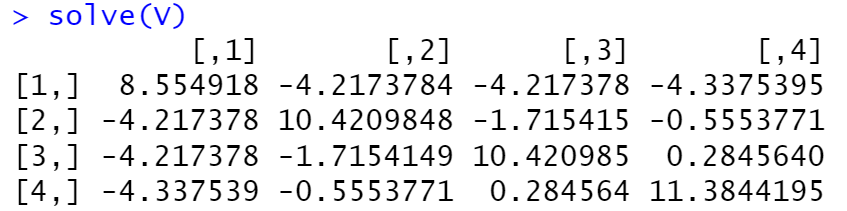 > solve(V)
[,1] [,2] [,3] [,4]
[1,] 8.554918 -4.2173784 -4.217378 -4.3375395
[2,] -4.217378 10.4209848 -1.715415 -0.5553771
[3,] -4.217378 -1.7154149 10.420985 0.2845640
[4,] -4.337539 -0.5553771 0.284564 11.3844195